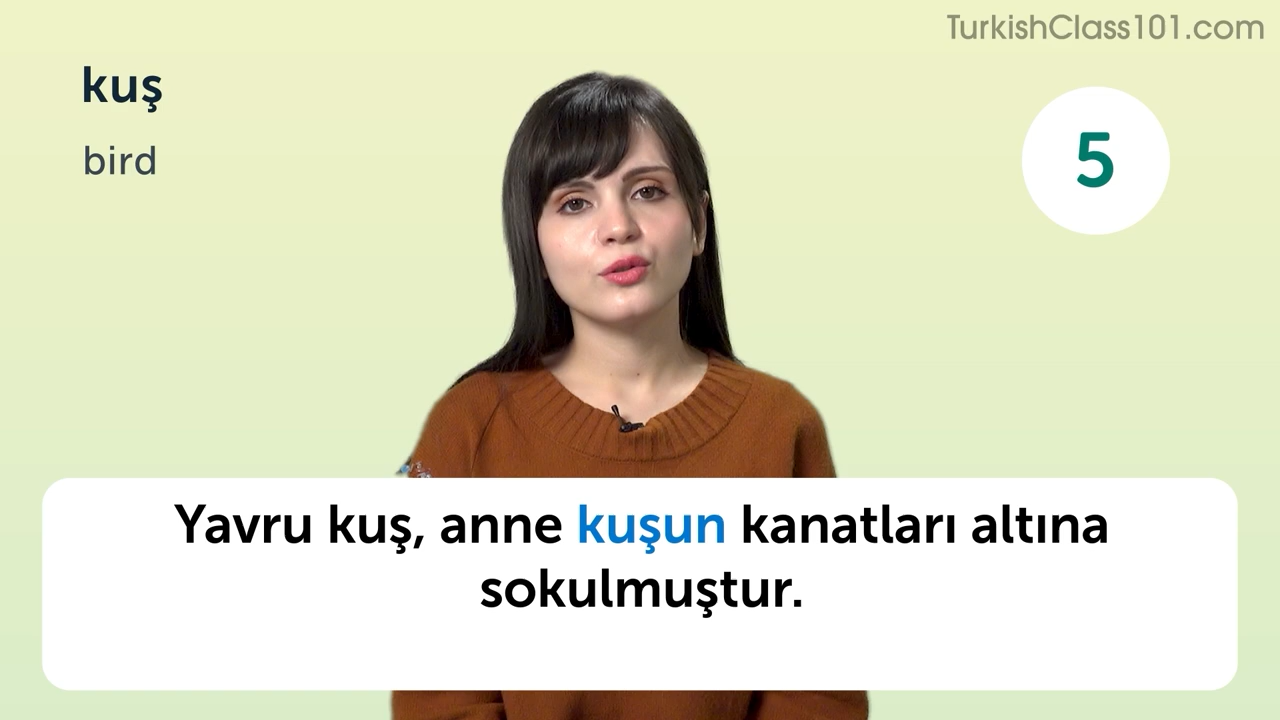 TurkishClass101.com
kuş
bird
5
Yavru kuş, anne kuşun kanatları altına
sokulmuştur.